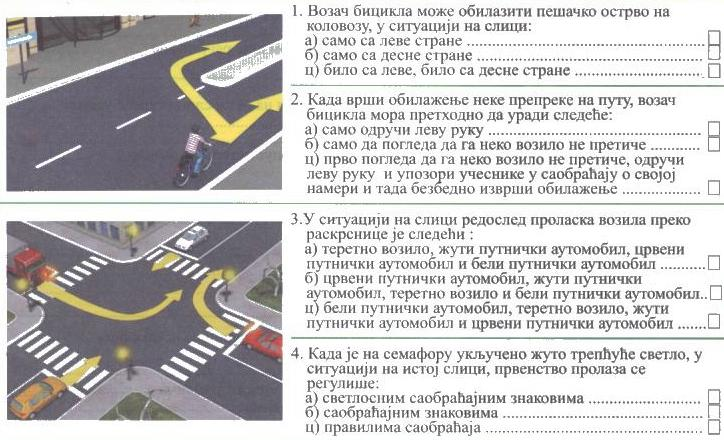 1. Возач бицикла може обилазити пешачко острво на
коловозу, у ситуацији на слици:
а) само са леве стране ........................................
б) само са десне стране ........................................
ц) било са леве, било са десне стране ........................................
2. Када врши обилажење неке препреке на путу, возач
бицикла мора претходно да уради следеће:
а) само одручи леву руку ........................................
б) само да погледа да га неко возило не претиче ...............
ц) прво погледа да га неко возило не претиче, одручи
леву руку и упозори учеснике у саобраћају о својој
намери и тада безбедно изврши обилажење ...............
3.У ситуацији на слици редослед проласка возила преко
раскрснице је следећи :
а) теретно возило, жути путнички аутомобил, црвени
путнички аутомобил и бели путнички аутомобил ..........
б) црвени путнички аутомобил, жути путнички
аутомобил, теретно возило и бели путнички аутомобил..
ц) бели путнички аутомобил, теретно возило, жути
путнички аутомобил и црвени путнички аутомобил .......
4. Када је на семафору укључено жуто трепћуће светло, у
ситуацији на истој слици, првенство пролаза се
регулише:
а) светлосним саобраћајним знаковима ........................................
б) саобраћајним знаковима ........................................
ц) правилима саобраћаја ........................................